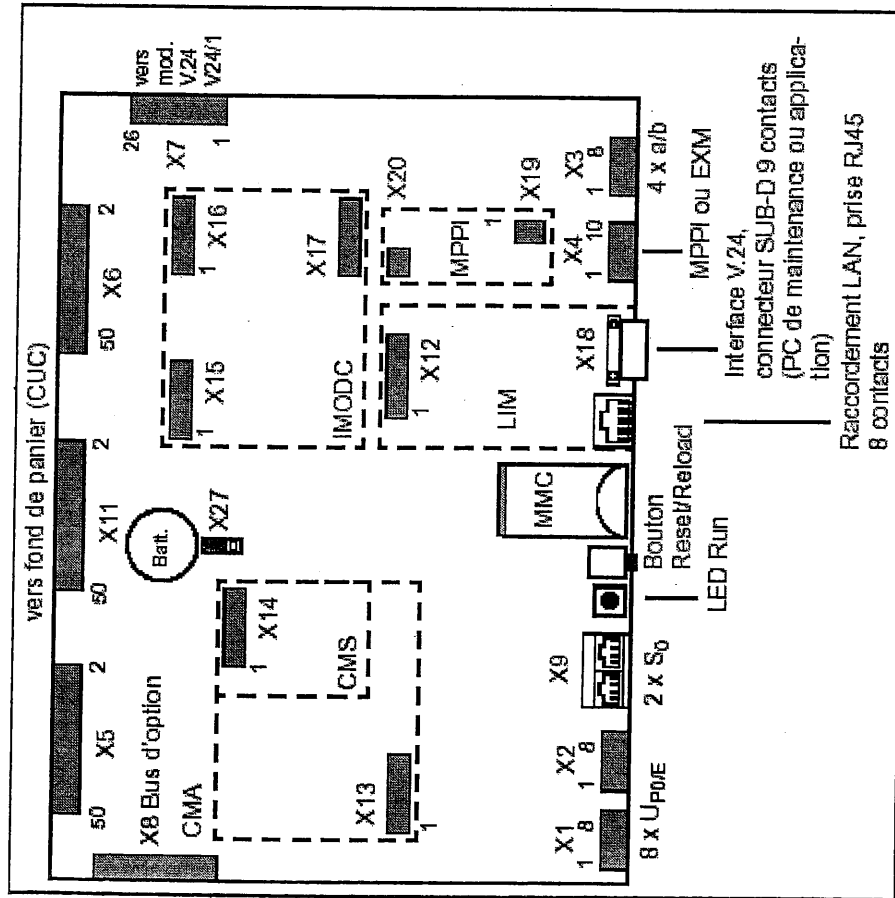 vers fond de panier (CUC)
50 X5 2
50 X11 2
50 X6 2
X8 Bus d'option
CMA
X14
1
CMS
X13
1
Batt.
X27
26
X7
1
vers
mod.
V.24
V24/1
X15
1
X16
1
X17
IMODC
X12
1
LIM
X20
MPPI
1
X19
MMC
X18
X1
1 8
X2
1 8
8 x UP0/E
X9
2 x S0
LED Run
Bouton
Reset/Reload
X4
1 10
X3
1 8
4 x a/b
MPPI ou EXM
Interface V.24,
connecteur SUB-D 9 contacts
(PC de maintenance ou applica-
tion)
Raccordement LAN, prise RJ45
8 contacts